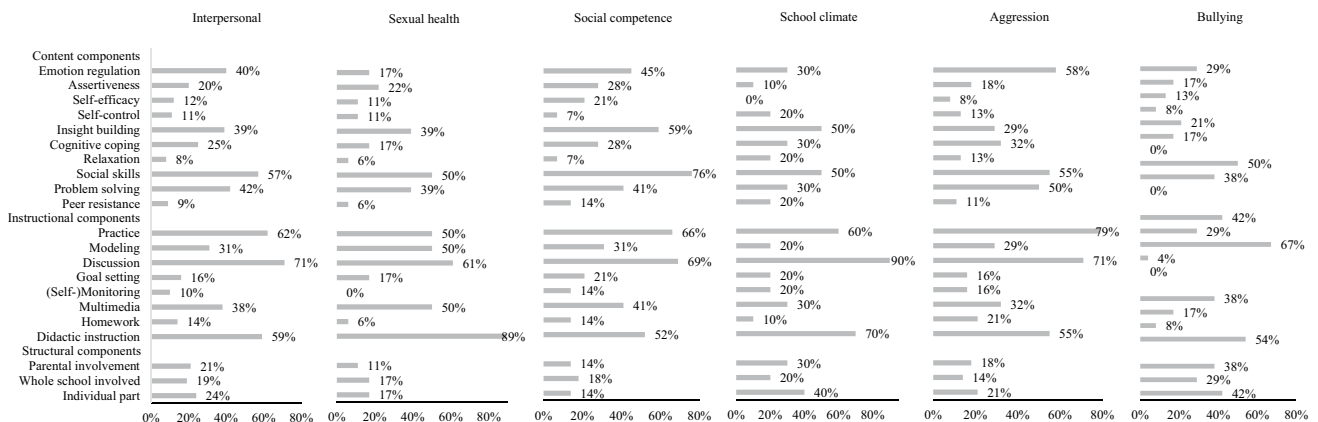 Interpersonal Sexual health Social competence School climate Aggression Bullying
Content components
Emotion regulation 40% 17% 45% 30% 58% 29%
Assertiveness 20% 22% 28% 10% 18% 17%
Self-efficacy 12% 11% 21% 0% 8% 13%
Self-control 11% 11% 7% 20% 13% 8%
Insight building 39% 39% 59% 50% 29% 21%
Cognitive coping 25% 17% 28% 30% 32% 17%
Relaxation 8% 6% 7% 20% 13% 0%
Social skills 57% 50% 76% 50% 55% 50%
Problem solving 42% 39% 41% 30% 50% 38%
Peer resistance 9% 6% 14% 20% 11% 0%
Instructional components 42%
Practice 62% 50% 66% 60% 79% 29%
Modeling 31% 50% 31% 20% 29% 67%
Discussion 71% 61% 69% 90% 71% 4%
Goal setting 16% 17% 21% 20% 16% 0%
(Self-)Monitoring 10% 0% 14% 20% 16% 38%
Multimedia 38% 50% 41% 30% 32% 17%
Homework 14% 6% 14% 10% 21% 8%
Didactic instruction 59% 89% 52% 70% 55% 54%
Structural components
Parental involvement 21% 11% 14% 30% 18% 38%
Whole school involved 19% 17% 18% 20% 14% 29%
Individual part 24% 17% 14% 40% 21% 42%
0% 20% 40% 60% 80% 0% 20% 40% 60% 80% 0% 20% 40% 60% 80% 0% 20% 40% 60% 80% 0% 20% 40% 60% 80% 0% 20% 40% 60% 80%